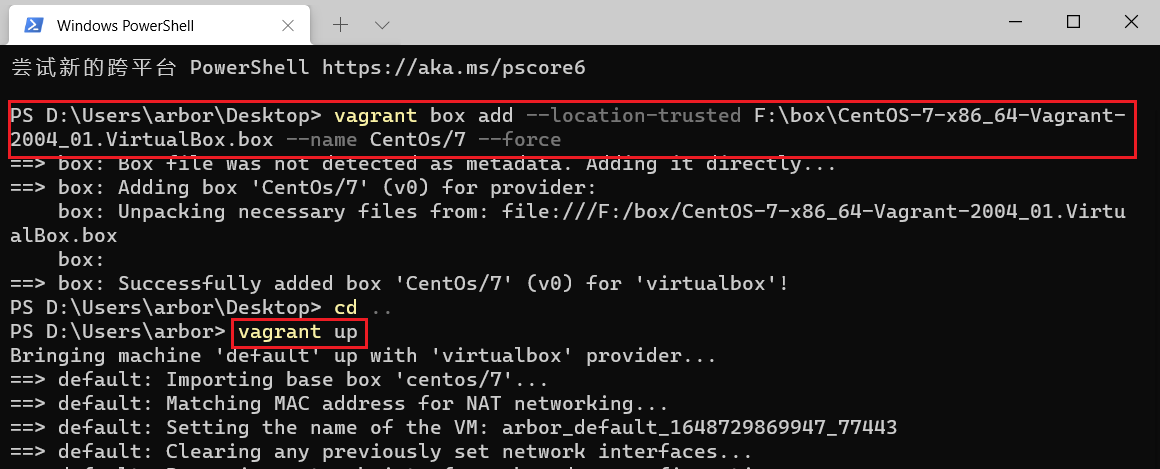 Windows PowerShell
尝试新的跨平台 PowerShell https://aka.ms/pscore6
PS D:\Users\arbor\Desktop> vagrant box add --location-trusted F:\box\CentOS-7-x86_64-Vagrant-
2004_01.VirtualBox.box --name CentOs/7 --force
==> box: Box file was not detected as metadata. Adding it directly...
==> box: Adding box 'CentOs/7' (v0) for provider:
    box: Unpacking necessary files from: file:///F:/box/CentOS-7-x86_64-Vagrant-2004_01.Virtu
alBox.box
    box:
==> box: Successfully added box 'CentOs/7' (v0) for 'virtualbox'!
PS D:\Users\arbor\Desktop> cd ..
PS D:\Users\arbor> vagrant up
Bringing machine 'default' up with 'virtualbox' provider...
==> default: Importing base box 'centos/7'...
==> default: Matching MAC address for NAT networking...
==> default: Setting the name of the VM: arbor_default_1648729869947_77443
==> default: Clearing any previously set network interfaces...